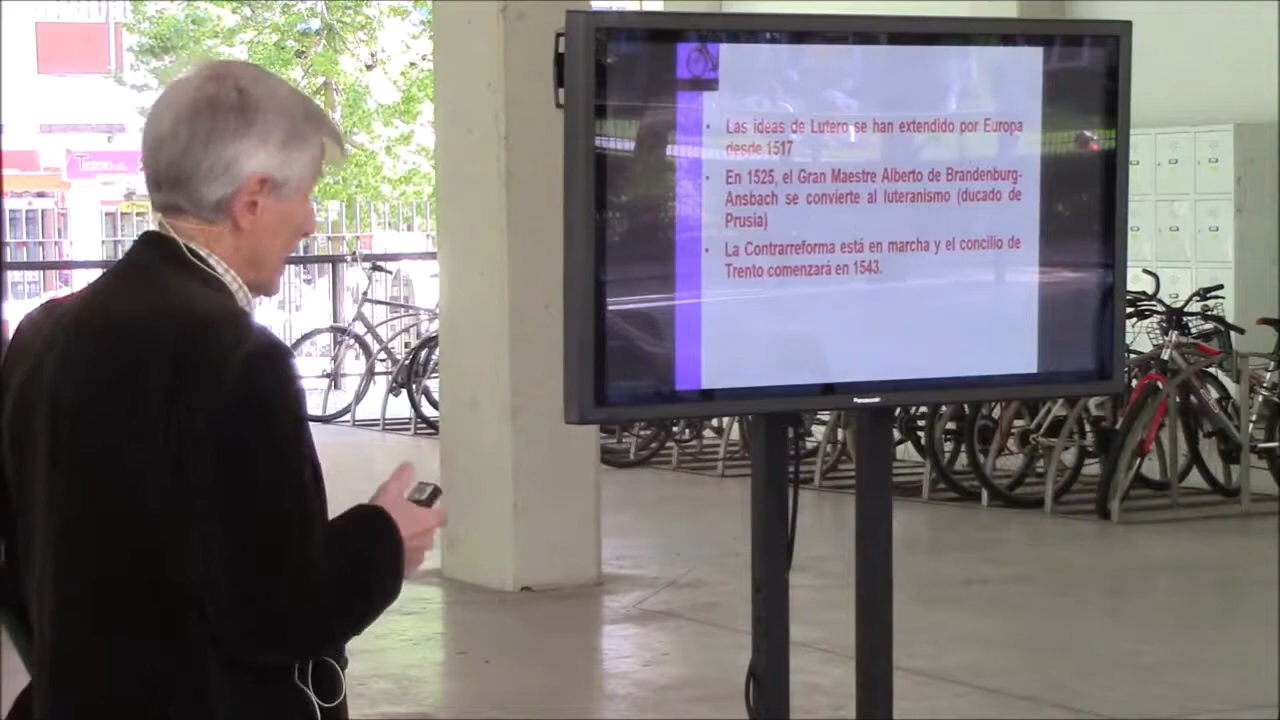 • Las ideas de Lutero se han extendido por Europa
desde 1517
• En 1525, el Gran Maestre Alberto de Brandenburg-
Ansbach se convierte al luteranismo (ducado de
Prusia)
• La Contrarreforma está en marcha y el concilio de
Trento comenzará en 1543.
Panasonic